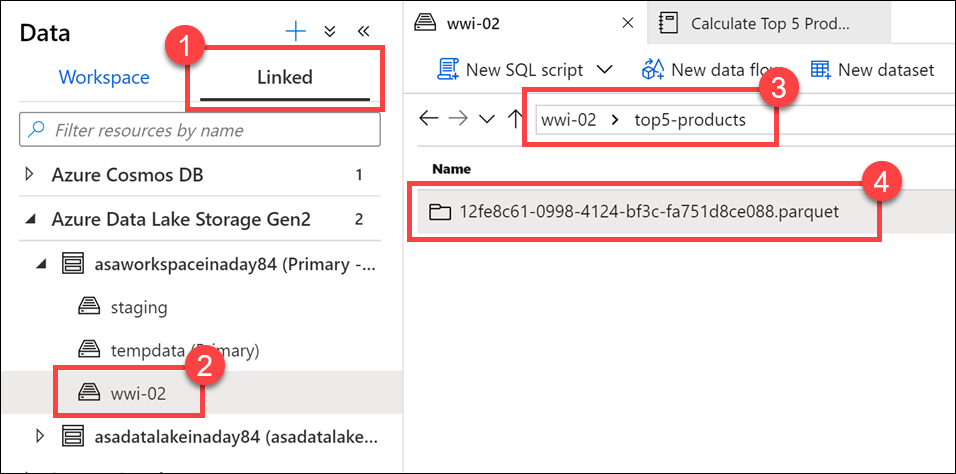 Data
1
Workspace
Linked
Filter resources by name
Azure Cosmos DB 1
Azure Data Lake Storage Gen2 2
asaworkspaceinaday84 (Primary -...
staging
tempdata (Primary)
2
wwi-02
asadatalakeinaday84 (asadatalake...
wwi-02
Calculate Top 5 Prod...
New SQL script
New data flow
New dataset
3
wwi-02 > top5-products
Name
4
12fe8c61-0998-4124-bf3c-fa751d8ce088.parquet